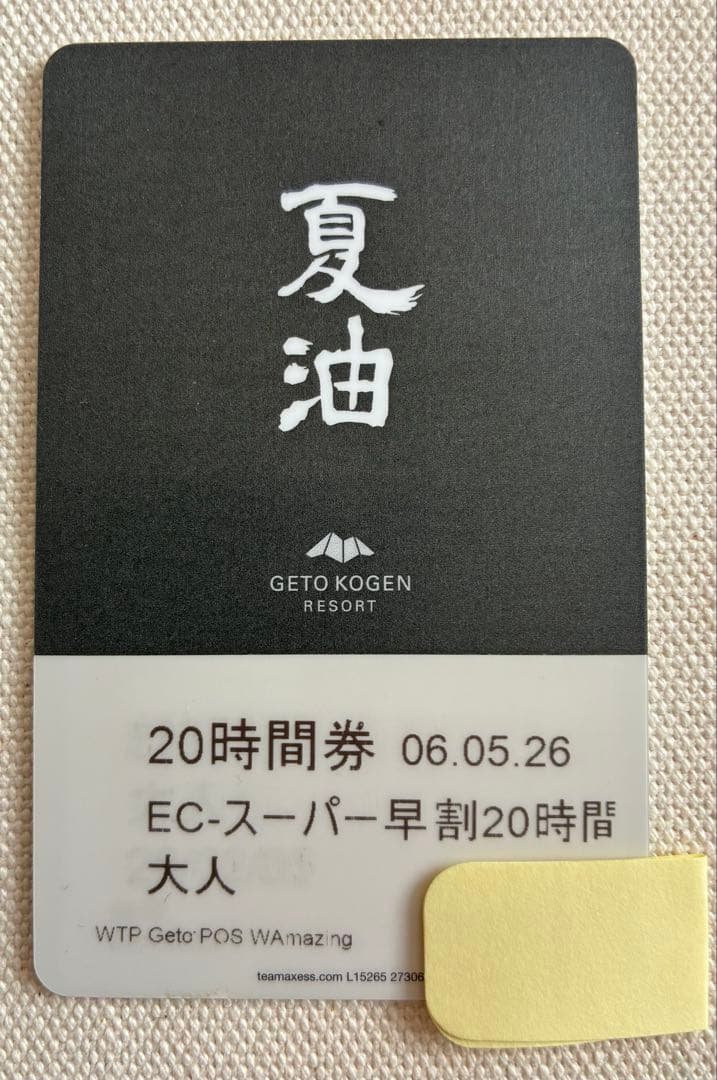 夏油
GETO KOGEN
RESORT
20時間券 06.05.26
EC-スーパー早割20時間
大人
WTP Geto POS WAmazing
teamaxess.com L15265 27306